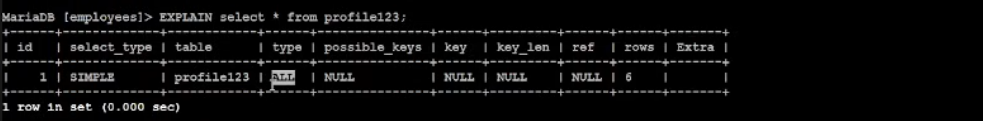 MariaDB [employees]> EXPLAIN select * from profile123;
+------+-------------+------------+------+---------------+------+---------+------+------+-------+
| id | select_type | table | type | possible_keys | key | key_len | ref | rows | Extra |
+------+-------------+------------+------+---------------+------+---------+------+------+-------+
| 1 | SIMPLE | profile123 | ALL | NULL | NULL | NULL | NULL | 6 | |
+------+-------------+------------+------+---------------+------+---------+------+------+-------+
1 row in set (0.000 sec)